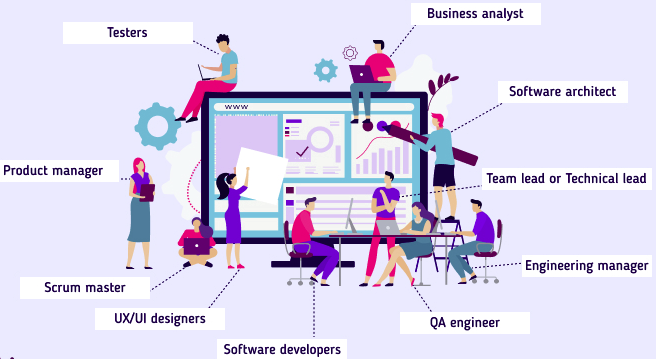 Business analyst
Testers
Software architect
www
Product manager
Team lead or Technical lead
Engineering manager
Scrum master
UX/UI designers
QA engineer
Software developers